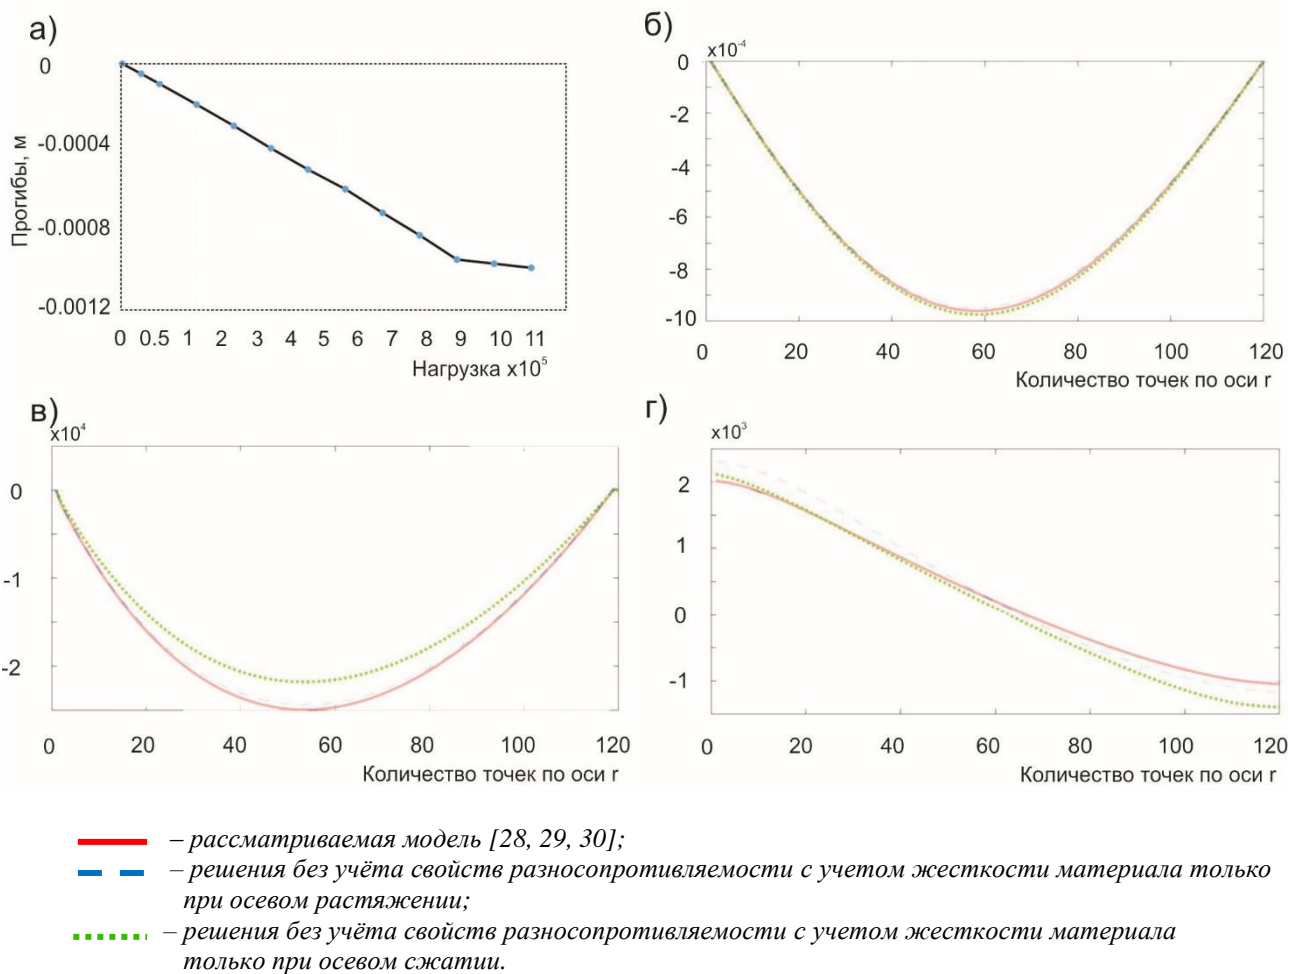 а)
0
-0.0004
-0.0008
-0.0012
Прогибы, м
0 0.5 1 2 3 4 5 6 7 8 9 10 11
Нагрузка х10⁵
б)
х10⁻⁴
0
-2
-4
-6
-8
-10
0 20 40 60 80 100 120
Количество точек по оси r
в)
х10⁴
0
-1
-2
0 20 40 60 80 100 120
Количество точек по оси r
г)
х10³
2
1
0
-1
0 20 40 60 80 100 120
Количество точек по оси r
– рассматриваемая модель [28, 29, 30];
– решения без учёта свойств разносопротивляемости с учетом жесткости материала только
при осевом растяжении;
– решения без учёта свойств разносопротивляемости с учетом жесткости материала
только при осевом сжатии.